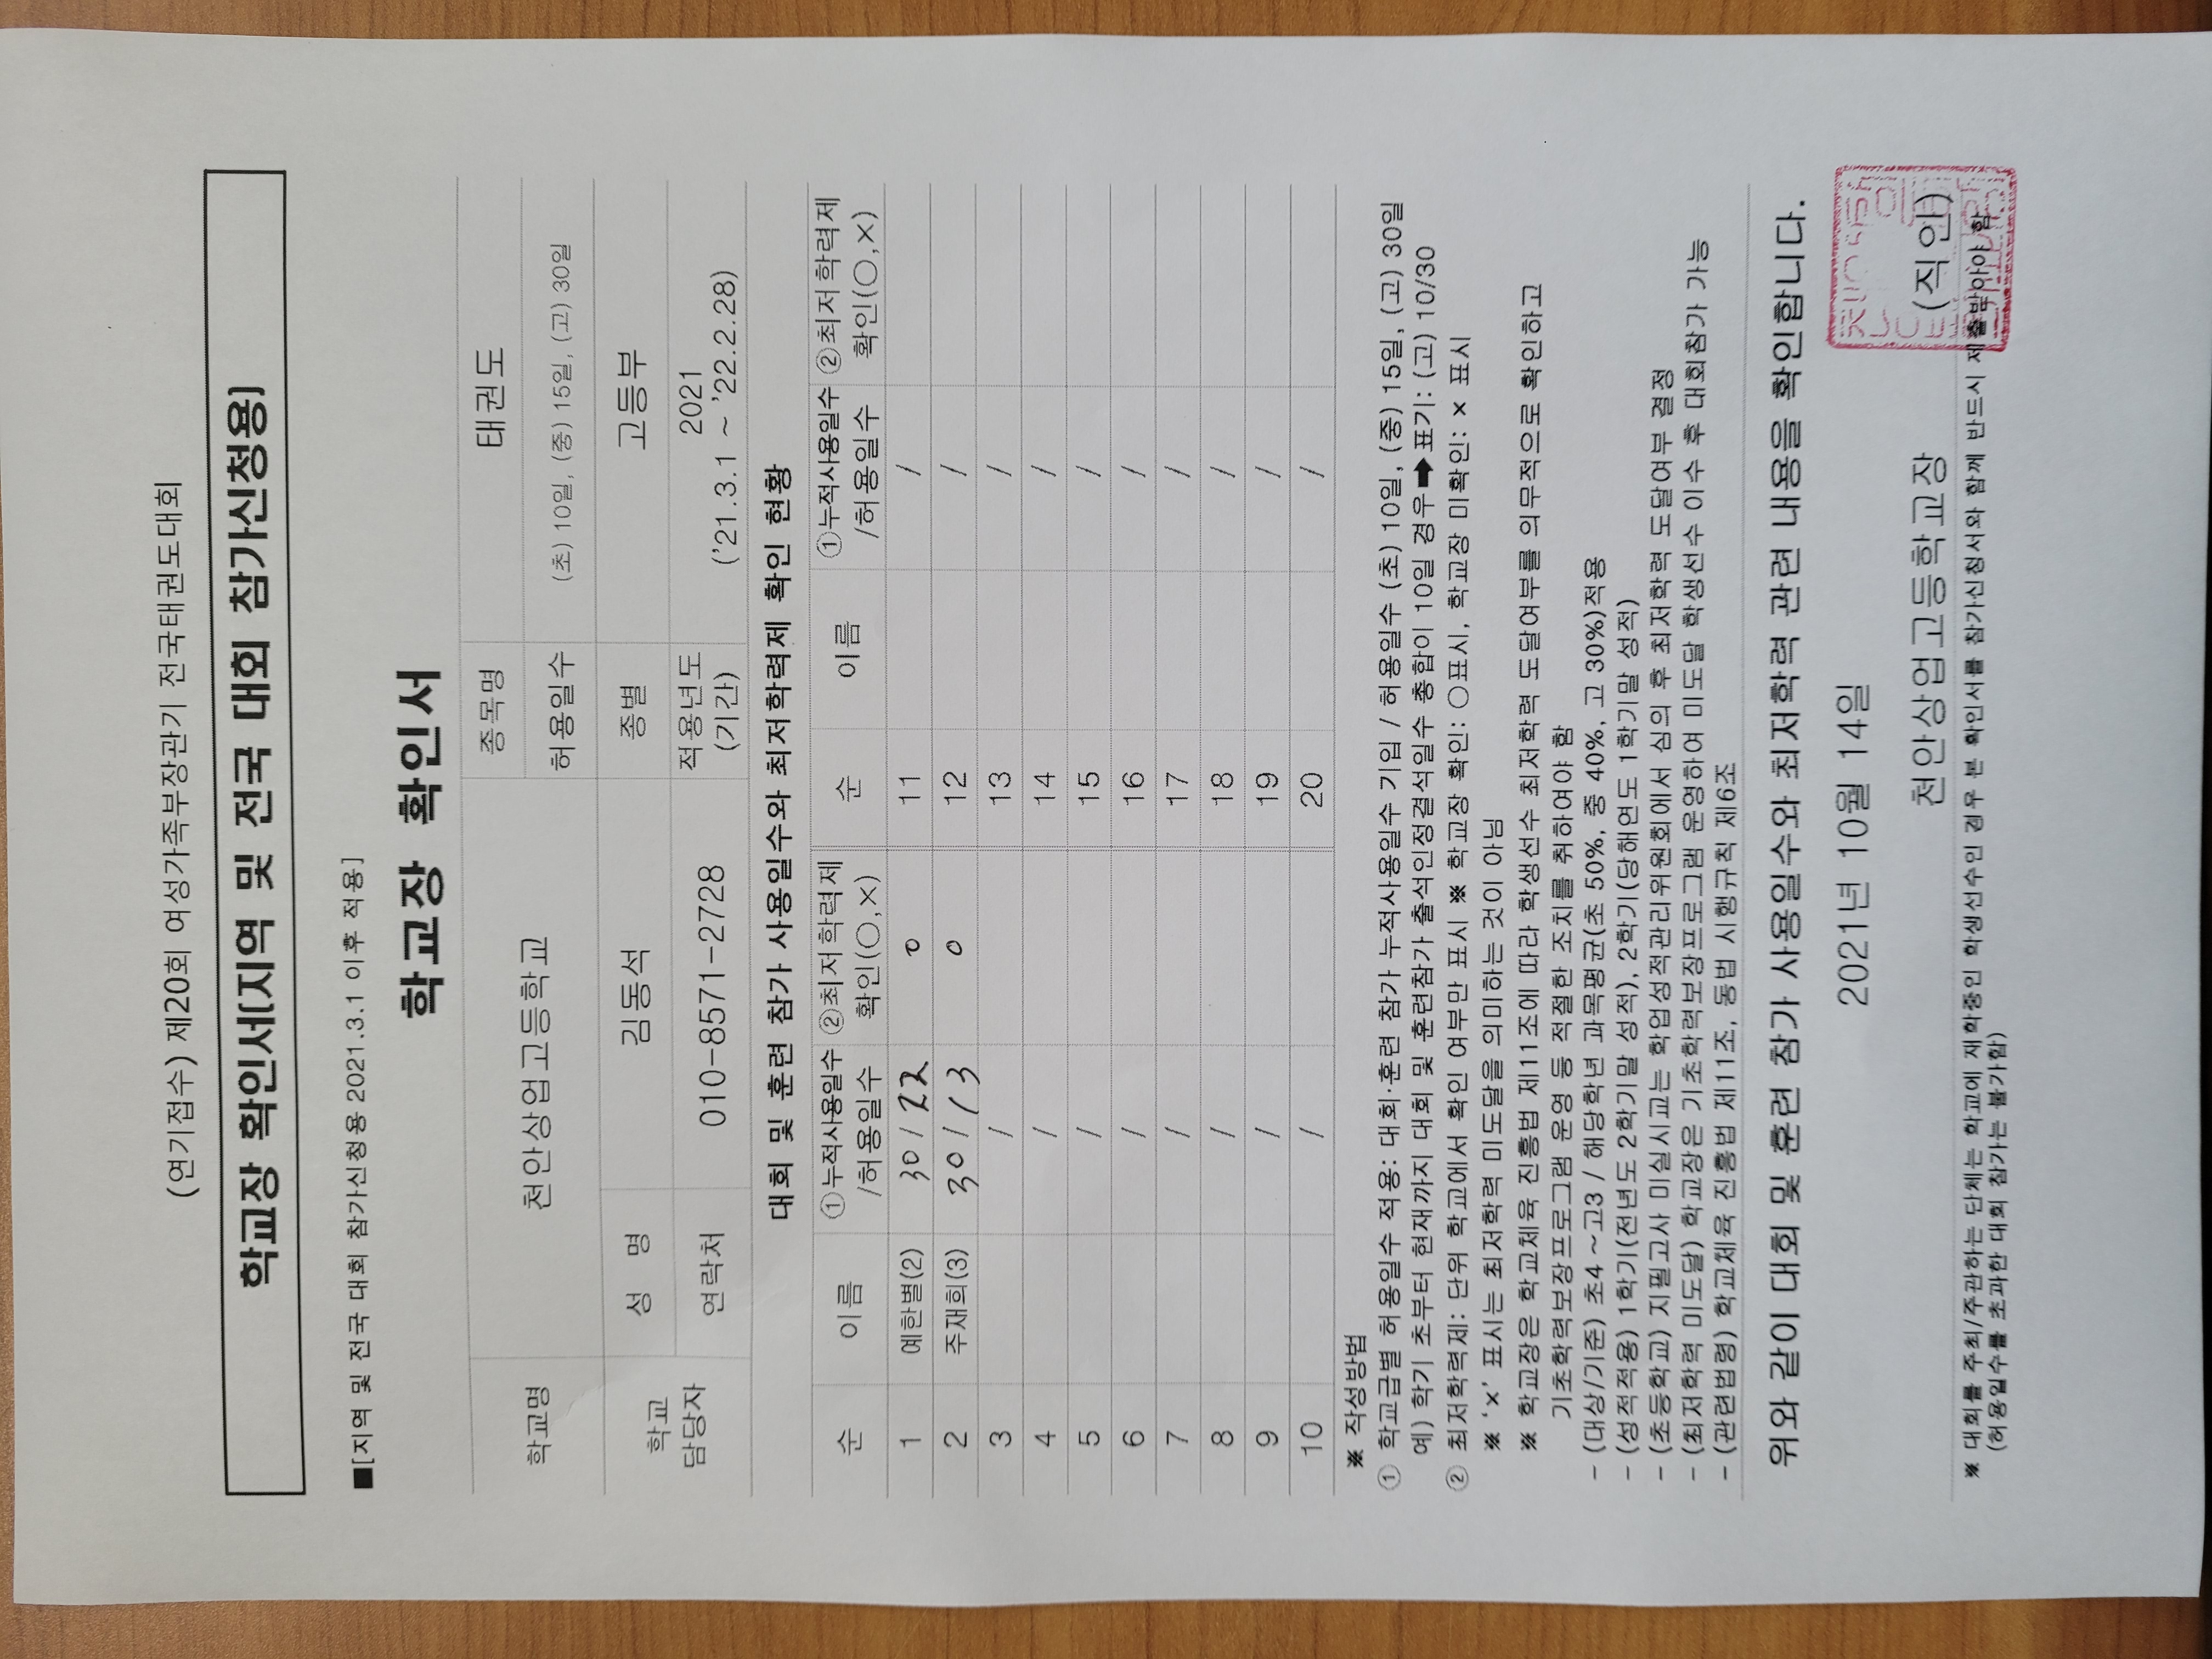 (연기접수) 제20회 여성가족부장관기 전국태권도대회
학교장 확인서(지역 및 전국 대회 참가신청용)
■[지역 및 전국 대회 참가신청용 2021.3.1 이후 적용]
학교장 확인서
학교명 천안상업고등학교 종목명 태권도
허용일수 (초) 10일, (중) 15일, (고) 30일
학교 담당자 성 명 김동석 종별 고등부
연락처 010-8571-2728 적용년도 (기간) 2021 ('21.3.1 ~ '22.2.28)
대회 및 훈련 참가 사용일수와 최저학력제 확인 현황
순 이름 ①누적사용일수 /허용일수 ②최저학력제 확인(○,×) 순 이름 ①누적사용일수 /허용일수 ②최저학력제 확인(○,×)
1 예한별(2) 30 / 22 o 11 /
2 주재희(3) 30 / 13 o 12 /
3 / 13 /
4 / 14 /
5 / 15 /
6 / 16 /
7 / 17 /
8 / 18 /
9 / 19 /
10 / 20 /
※ 작성방법
① 학교급별 허용일수 적용: 대회·훈련 참가 누적사용일수 기입 / 허용일수 (초) 10일, (중) 15일, (고) 30일
예) 학기 초부터 현재까지 대회 및 훈련참가 출석인정결석일수 총합이 10일 경우 ➡ 표기: (고) 10/30
② 최저학력제: 단위 학교에서 확인 여부만 표시 ※ 학교장 확인: ○표시, 학교장 미확인: × 표시
※ '×' 표시는 최저학력 미도달을 의미하는 것이 아님
※ 학교장은 학교체육 진흥법 제11조에 따라 학생선수 최저학력 도달여부를 의무적으로 확인하고
기초학력보장프로그램 운영 등 적절한 조치를 취하여야 함
- (대상/기준) 초4 ~ 고3 / 해당학년 과목평균(초 50%, 중 40%, 고 30%)적용
- (성적적용) 1학기(전년도 2학기말 성적), 2학기(당해연도 1학기말 성적)
- (초등학교) 지필고사 미실시교는 학업성적관리위원회에서 심의 후 최저학력 도달여부 결정
- (최저학력 미도달) 학교장은 기초학력보장프로그램 운영하여 미도달 학생선수 이수 후 대회참가 가능
- (관련법령) 학교체육 진흥법 제11조, 동법 시행규칙 제6조
위와 같이 대회 및 훈련 참가 사용일수와 최저학력 관련 내용을 확인합니다.
2021년 10월 14일
천안상업고등학교장 (직인)
※ 대회를 주최/주관하는 단체는 학교에 재학중인 학생선수인 경우 본 확인서를 참가신청서와 함께 반드시 제출받아야 함
(허용일수를 초과한 대회 참가는 불가함)